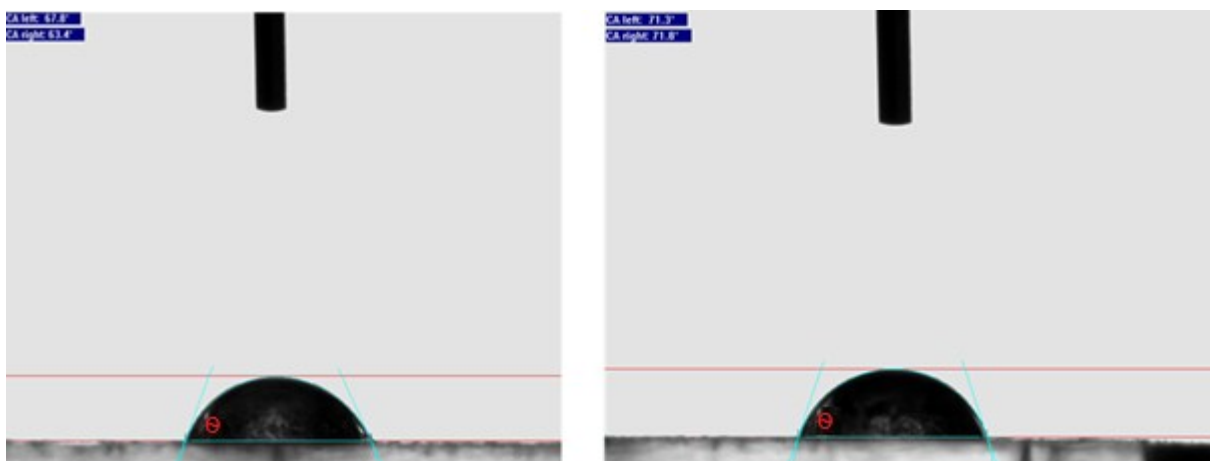 CA left: 67.8°
CA right: 63.4°
θ
CA left: 71.3°
CA right: 71.8°
θ